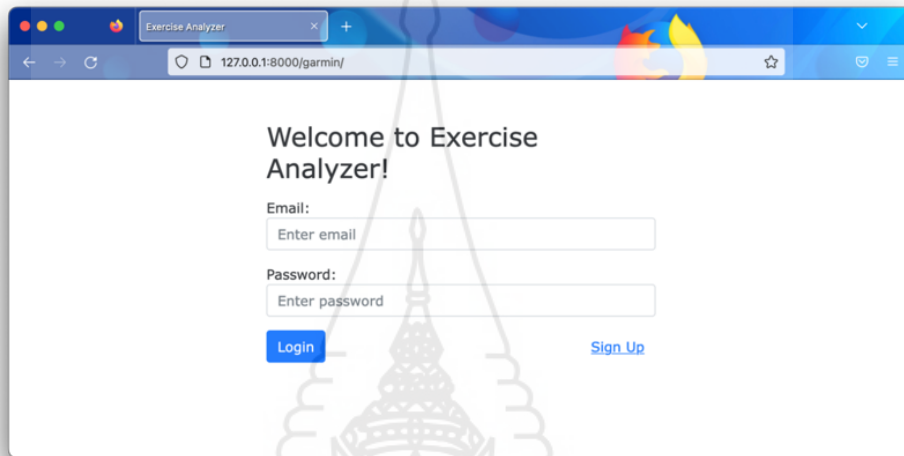 Exercise Analyzer
127.0.0.1:8000/garmin/
Welcome to Exercise
Analyzer!
Email:
Enter email
Password:
Enter password
Login
Sign Up